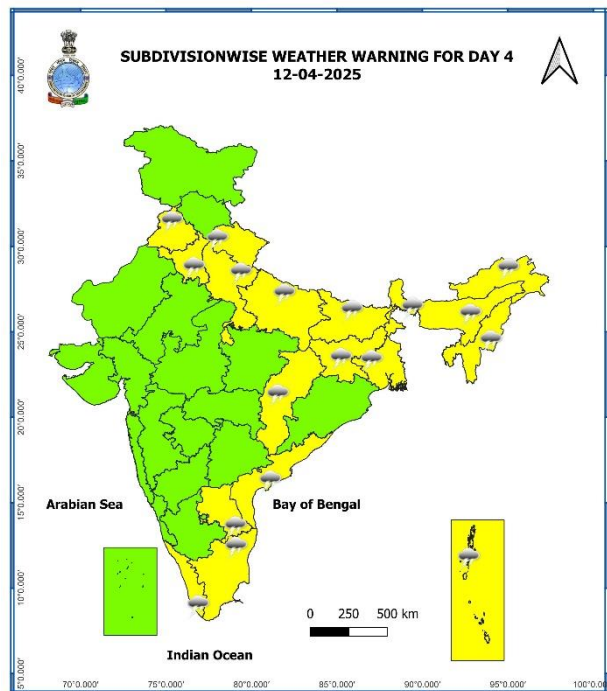 SUBDIVISIONWISE WEATHER WARNING FOR DAY 4
12-04-2025
40°0.000'
35°0.000'
30°0.000'
25°0.000'
20°0.000'
15°0.000'
10°0.000'
5°0.000'
Arabian Sea
Bay of Bengal
0 250 500 km
Indian Ocean
70°0.000' 75°0.000' 80°0.000' 85°0.000' 90°0.000' 95°0.000' 100°0.0